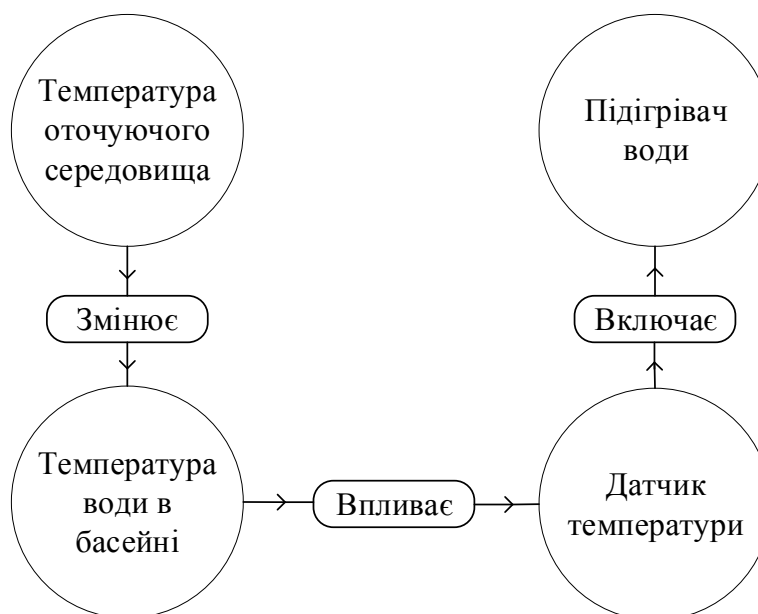 Температура
оточуючого
середовища
Підігрівач
води
Змінює
Включає
Температура
води в
басейні
Впливає
Датчик
температури